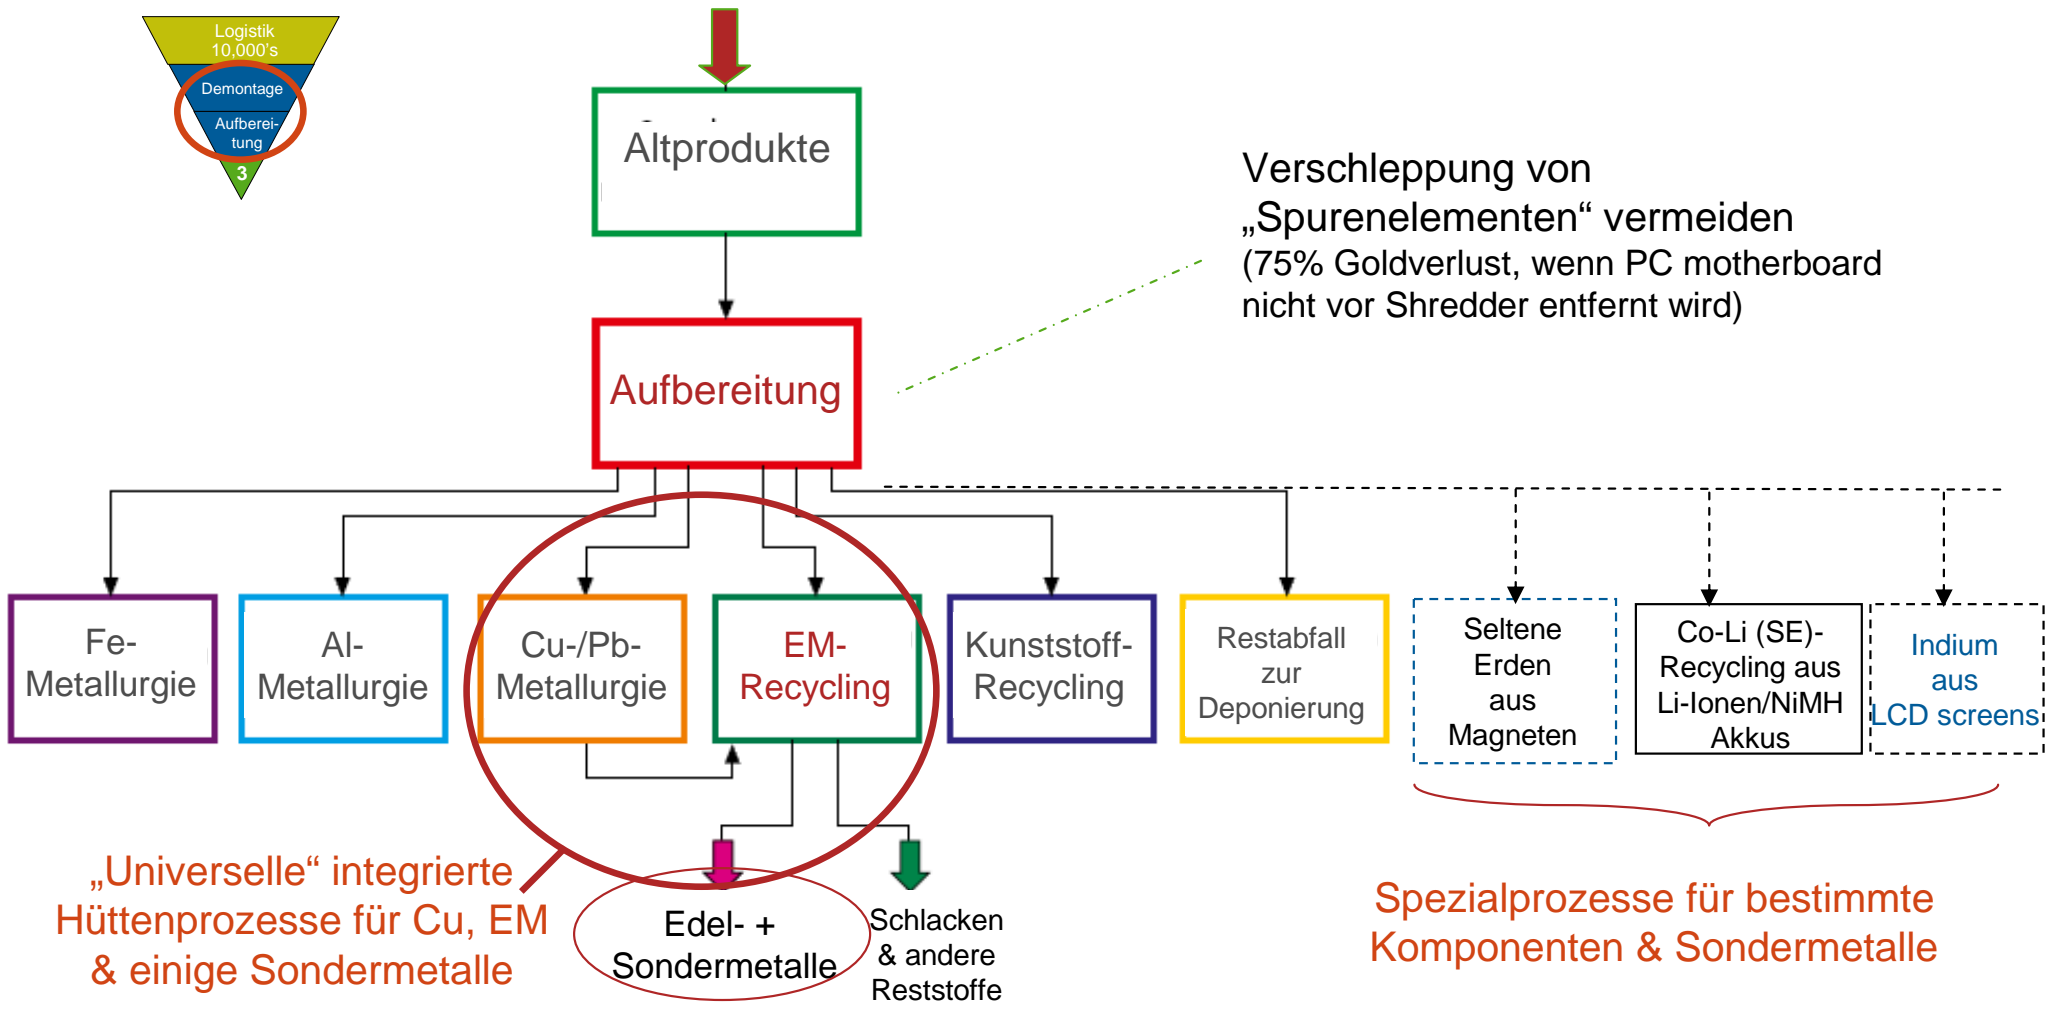 Logistik
10,000's
Demontage
Aufberei-
tung
3
Altprodukte
Verschleppung von
„Spurenelementen“ vermeiden
(75% Goldverlust, wenn PC motherboard
nicht vor Shredder entfernt wird)
Aufbereitung
Fe-
Metallurgie
Al-
Metallurgie
Cu-/Pb-
Metallurgie
EM-
Recycling
Kunststoff-
Recycling
Restabfall
zur
Deponierung
Seltene
Erden
aus
Magneten
Co-Li (SE)-
Recycling aus
Li-Ionen/NiMH
Akkus
Indium
aus
LCD screens
„Universelle“ integrierte
Hüttenprozesse für Cu, EM
& einige Sondermetalle
Edel- +
Sondermetalle
Schlacken
& andere
Reststoffe
Spezialprozesse für bestimmte
Komponenten & Sondermetalle